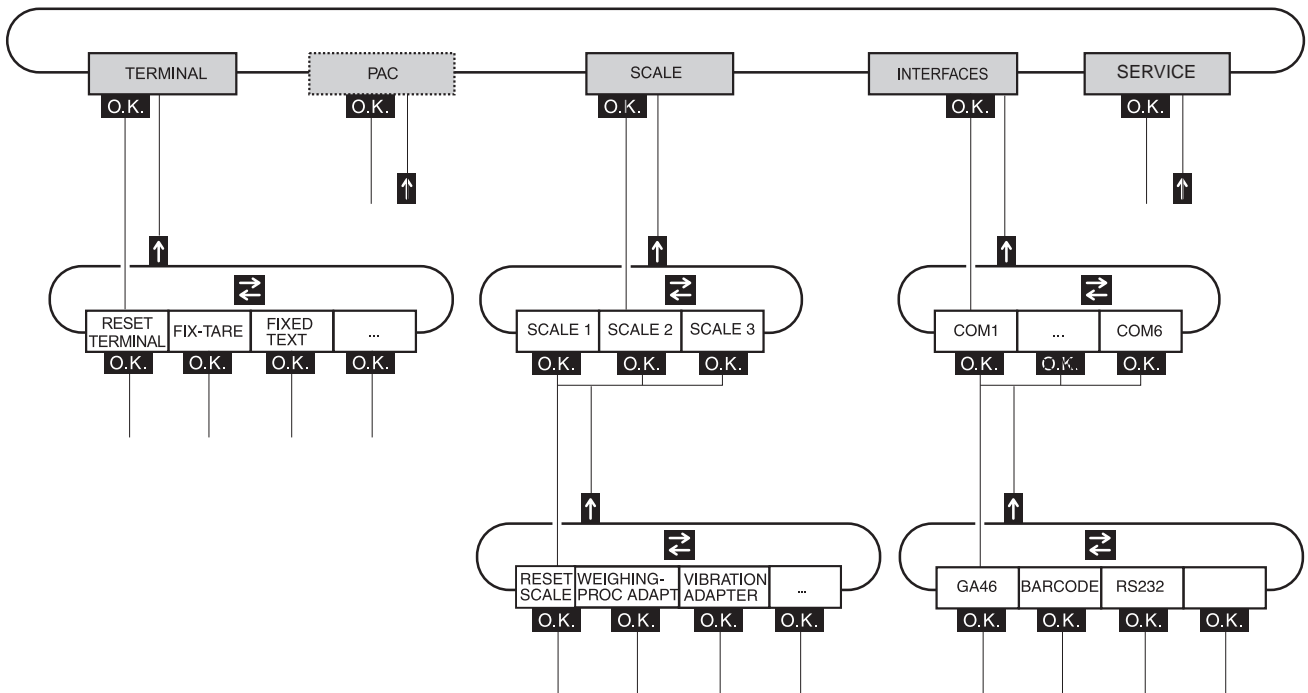 TERMINAL PAC SCALE INTERFACES SERVICE
O.K. O.K. O.K. O.K. O.K.
RESET TERMINAL FIX-TARE FIXED TEXT ... SCALE 1 SCALE 2 SCALE 3 COM1 ... COM6
O.K. O.K. O.K. O.K. O.K. O.K. O.K. O.K. O.K. O.K.
RESET SCALE WEIGHING-PROC ADAPT VIBRATION ADAPTER ... GA46 BARCODE RS232
O.K. O.K. O.K. O.K. O.K. O.K. O.K. O.K.